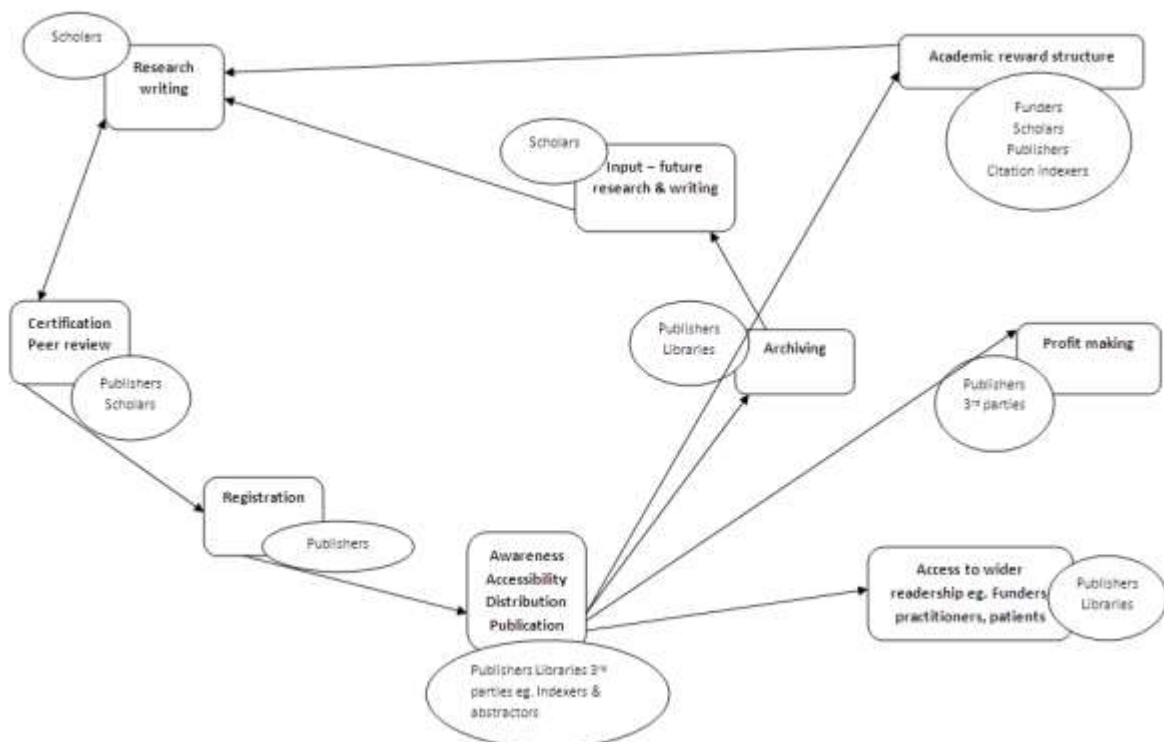 Scholars
Research
writing
Academic reward structure
Funders
Scholars
Publishers
Citation Indexers
Scholars
Input – future
research & writing
Certification
Peer review
Publishers
Scholars
Publishers
Libraries
Archiving
Profit making
Publishers
3rd parties
Registration
Publishers
Awareness
Accessibility
Distribution
Publication
Publishers Libraries 3rd
parties eg. Indexers &
abstractors
Access to wider
readership eg. Funders,
practitioners, patients
Publishers
Libraries